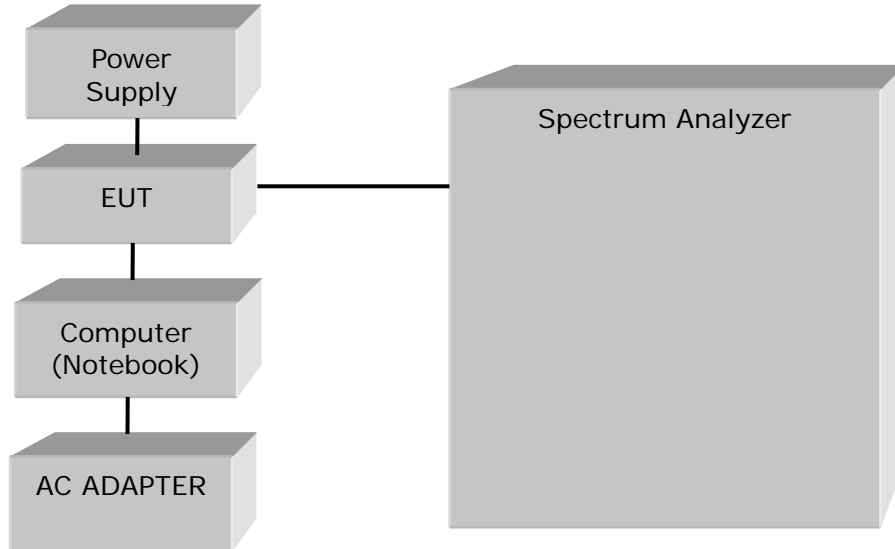 Power
Supply
Spectrum Analyzer
EUT
Computer
(Notebook)
AC ADAPTER